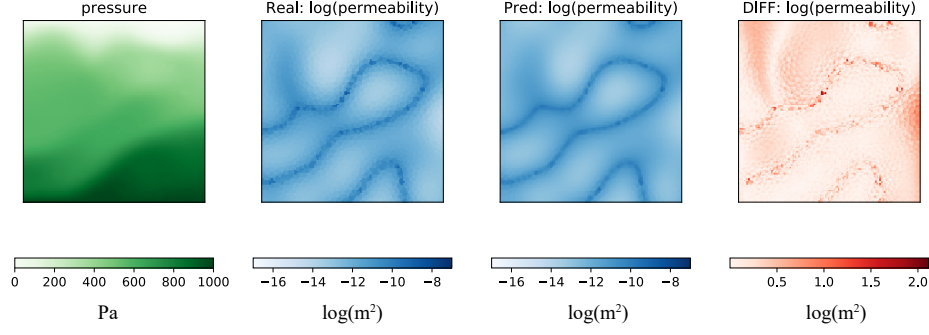 pressure Real: log(permeability) Pred: log(permeability) DIFF: log(permeability)
0 200 400 600 800 1000 −16 −14 −12 −10 −8 −16 −14 −12 −10 −8 0.5 1.0 1.5 2.0
Pa log(m²) log(m²) log(m²)